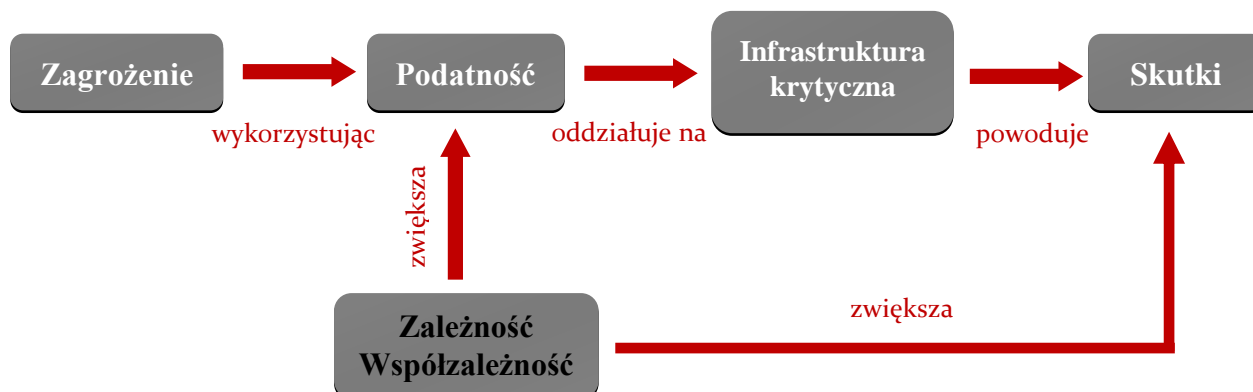 Zagrożenie
wykorzystując
Podatność
oddziałuje na
Infrastruktura
krytyczna
powoduje
Skutki
zwiększa
Zależność
Współzależność
zwiększa